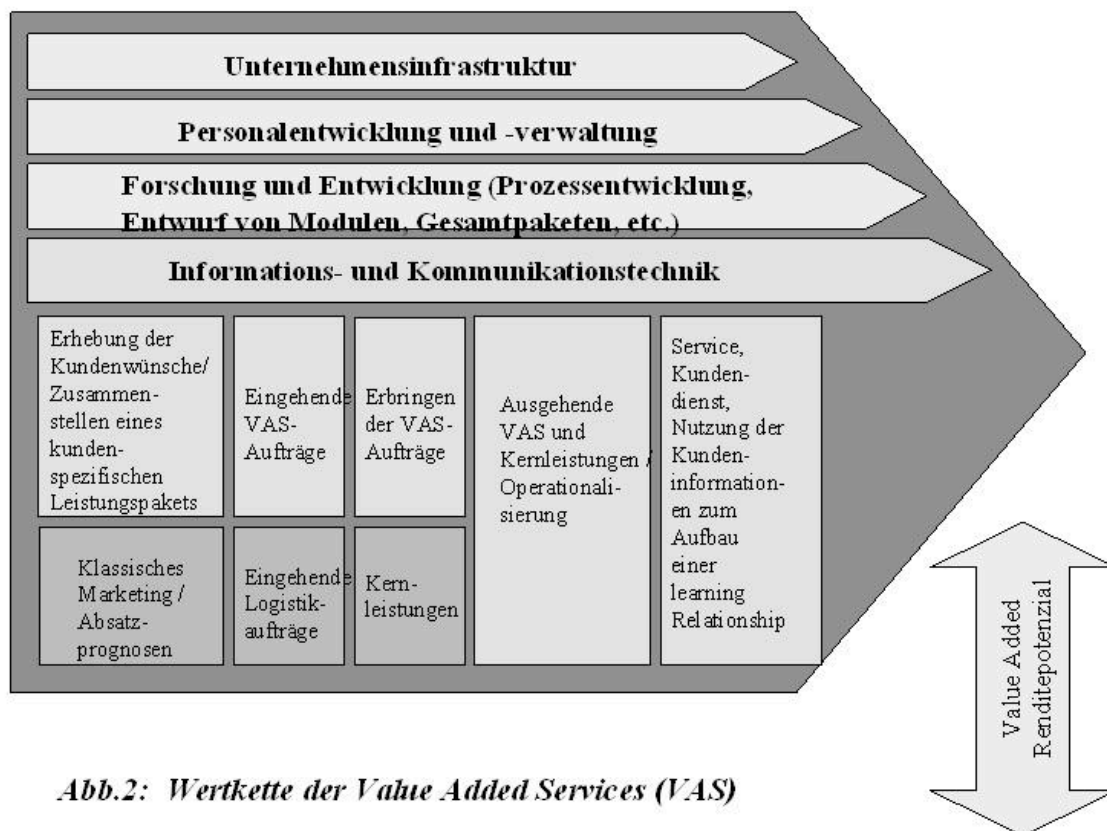 Unternehmensinfrastruktur
Personalentwicklung und -verwaltung
Forschung und Entwicklung (Prozessentwicklung,
Entwurf von Modulen, Gesamtpaketen, etc.)
Informations- und Kommunikationstechnik
Erhebung der
Kundenwünsche/
Zusammen-
stellen eines
kunden-
spezifischen
Leistungspakets
Eingehende
VAS-
Aufträge
Erbringen
der VAS-
Aufträge
Ausgehende
VAS und
Kernleistungen /
Operationali-
sierung
Service,
Kunden-
dienst,
Nutzung der
Kunden-
information-
en zum
Aufbau
einer
learning
Relationship
Klassisches
Marketing /
Absatz-
prognosen
Eingehende
Logistik-
aufträge
Kern-
leistungen
Value Added
Renditepotenzial
Abb.2: Wertkette der Value Added Services (VAS)